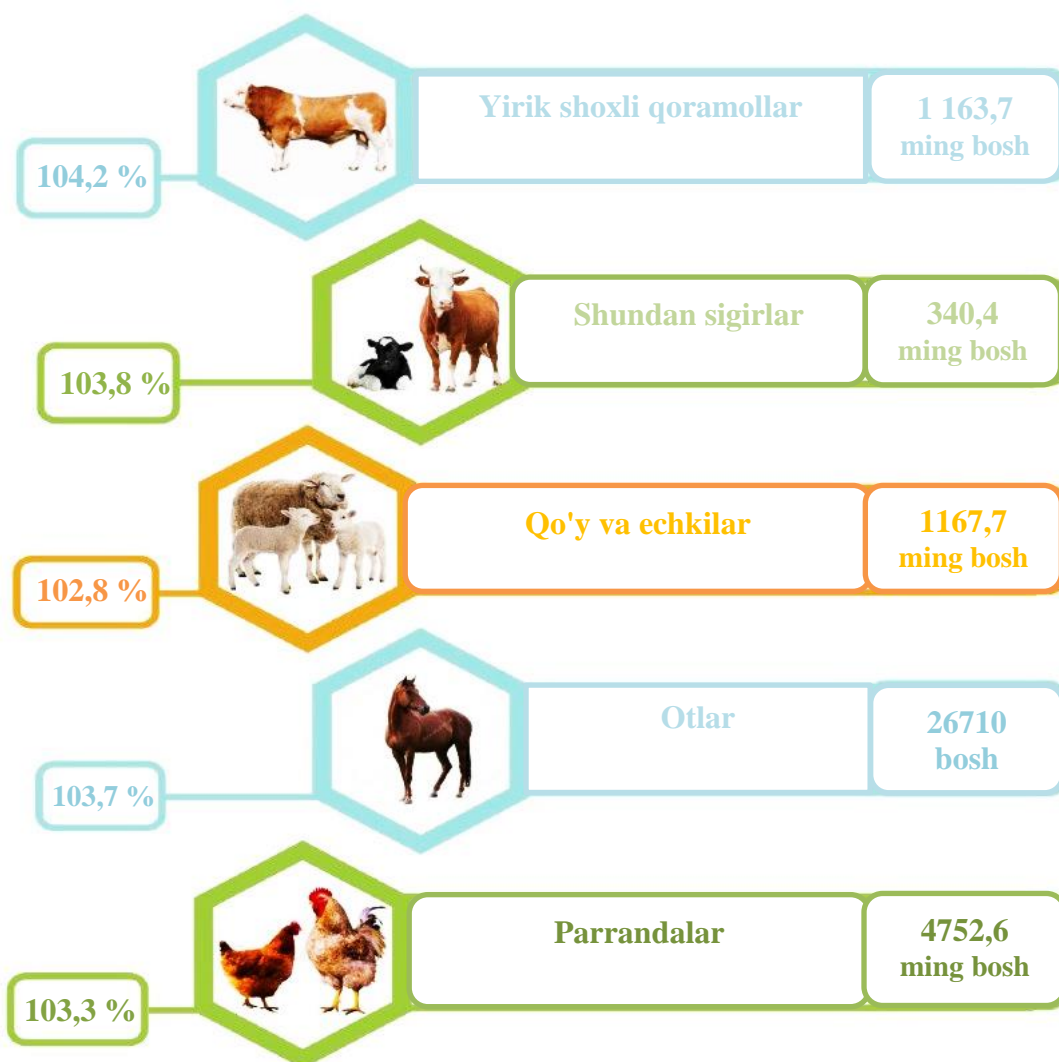 Yirik shoxli qoramollar
1 163,7
ming bosh
104,2 %
Shundan sigirlar
340,4
ming bosh
103,8 %
Qo'y va echkilar
1167,7
ming bosh
102,8 %
Otlar
26710
bosh
103,7 %
Parrandalar
4752,6
ming bosh
103,3 %